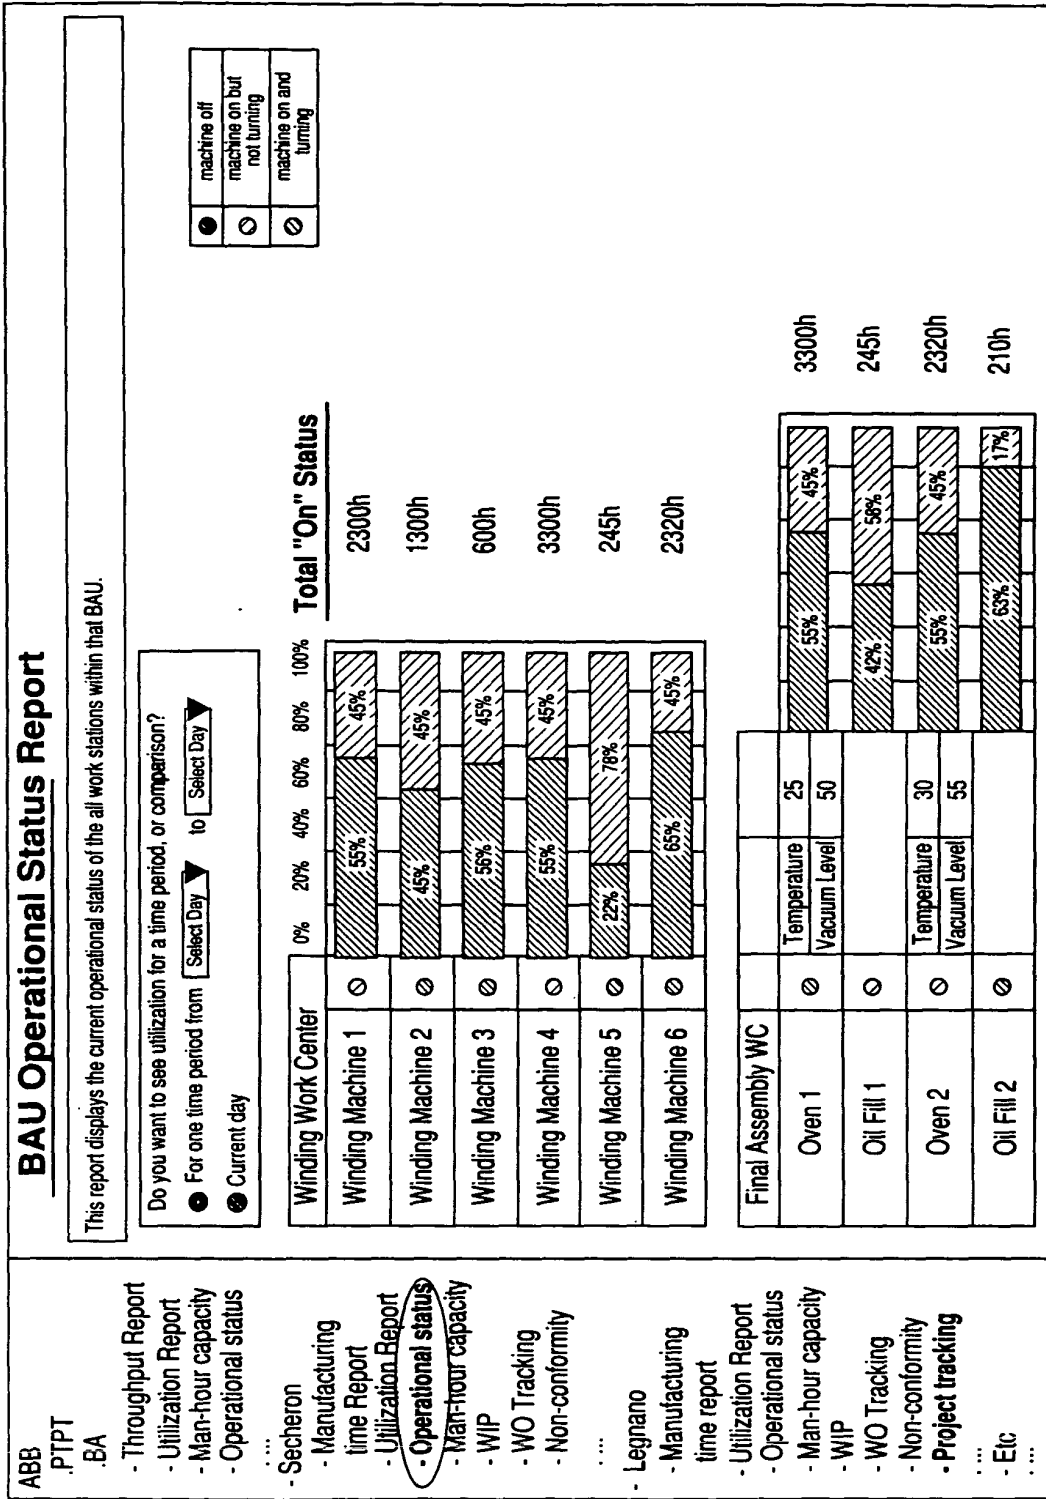 ABB
.PTPT
.BA
- Throughput Report
- Utilization Report
- Man-hour capacity
- Operational status
....
- Secheron
- Manufacturing
time Report
- Utilization Report
- Operational status
- Man-hour capacity
- WIP
- WO Tracking
- Non-conformity
....
- Legnano
- Manufacturing
time report
- Utilization Report
- Operational status
- Man-hour capacity
- WIP
- WO Tracking
- Non-conformity
- Project tracking
....
- Etc
....
BAU Operational Status Report
This report displays the current operational status of the all work stations within that BAU.
Do you want to see utilization for a time period, or comparison?
For one time period from Select Day to Select Day
Current day
machine off
machine on but
not turning
machine on and
turning
Winding Work Center 0% 20% 40% 60% 80% 100% Total "On" Status
Winding Machine 1 55% 45% 2300h
Winding Machine 2 45% 45% 1300h
Winding Machine 3 56% 45% 600h
Winding Machine 4 55% 45% 3300h
Winding Machine 5 22% 78% 245h
Winding Machine 6 65% 45% 2320h
Final Assembly WC
Oven 1 Temperature 25 55% 45% 3300h
Vacuum Level 50
Oil Fill 1 42% 58% 245h
Oven 2 Temperature 30 55% 45% 2320h
Vacuum Level 55
Oil Fill 2 63% 17% 210h